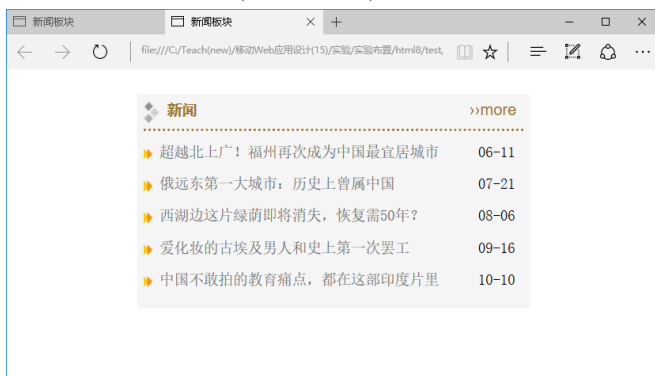 新闻板块 新闻板块
file:///C:/Teach(new)/移动Web应用设计(15)/实验/实验布置/html8/test,
新闻 ››more
超越北上广！福州再次成为中国最宜居城市 06-11
俄远东第一大城市：历史上曾属中国 07-21
西湖边这片绿荫即将消失，恢复需50年？ 08-06
爱化妆的古埃及男人和史上第一次罢工 09-16
中国不敢拍的教育痛点，都在这部印度片里 10-10